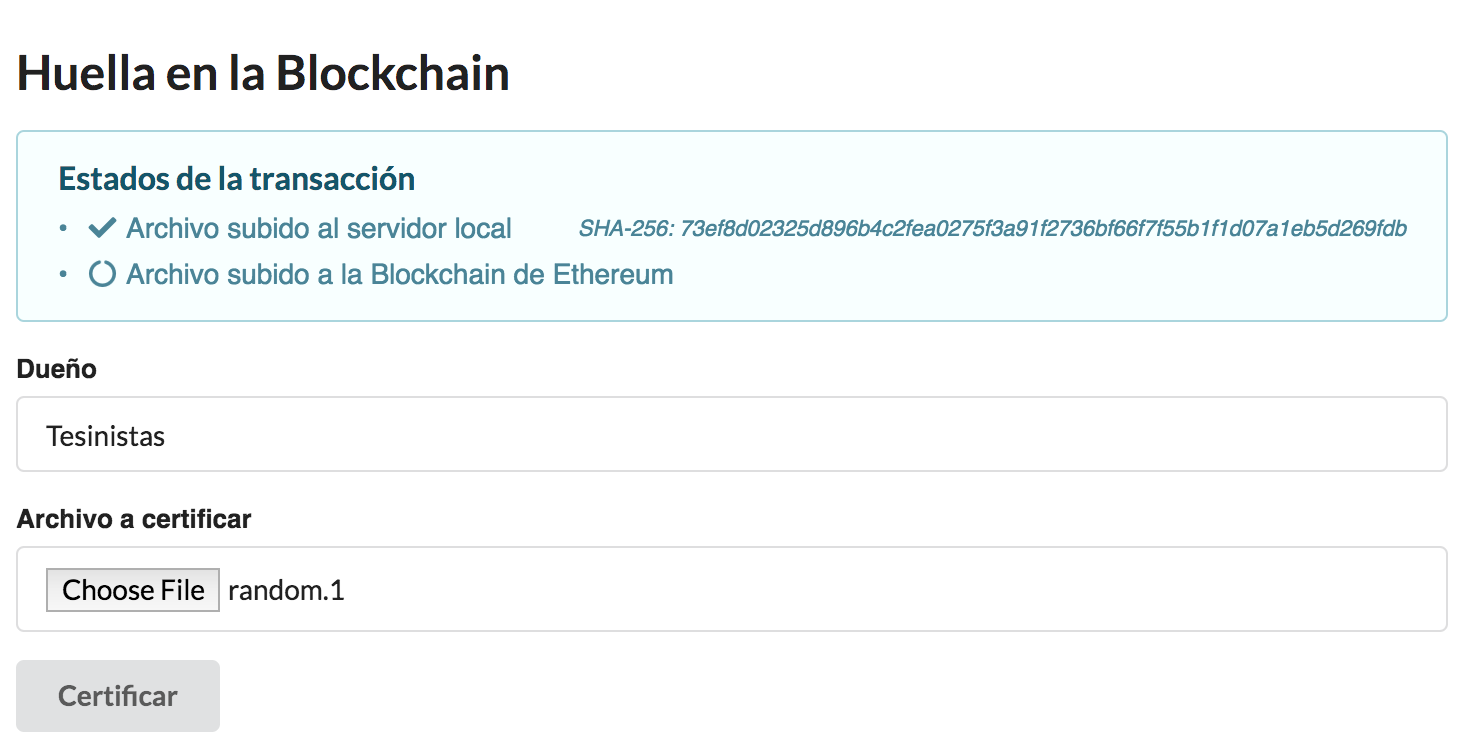 Huella en la Blockchain
Estados de la transacción
• Archivo subido al servidor local SHA-256: 73ef8d02325d896b4c2fea0275f3a91f2736bf66f7f55b1f1d07a1eb5d269fdb
• Archivo subido a la Blockchain de Ethereum
Dueño
Tesinistas
Archivo a certificar
Choose File random.1
Certificar